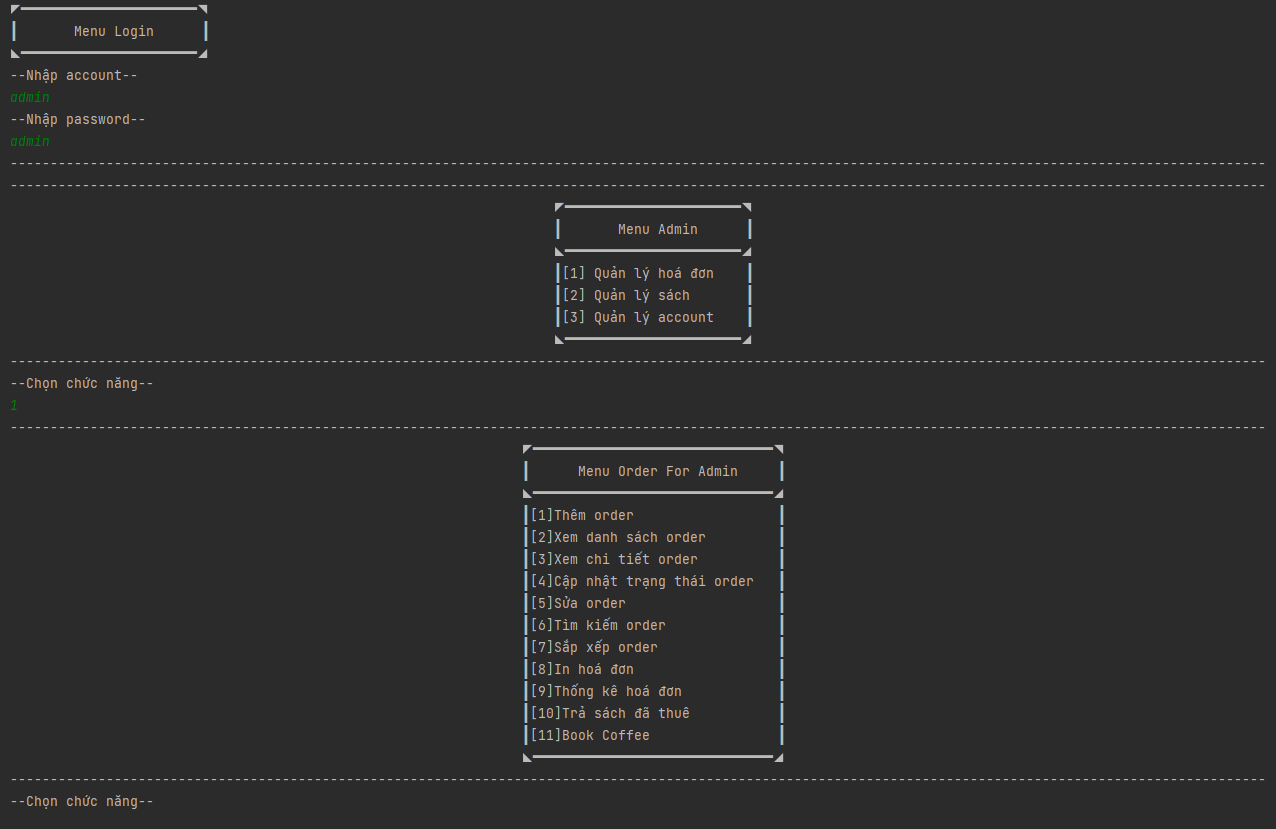 Menu Login
--Nhập account--
admin
--Nhập password--
admin
Menu Admin
[1] Quản lý hoá đơn
[2] Quản lý sách
[3] Quản lý account
--Chọn chức năng--
1
Menu Order For Admin
[1]Thêm order
[2]Xem danh sách order
[3]Xem chi tiết order
[4]Cập nhật trạng thái order
[5]Sửa order
[6]Tìm kiếm order
[7]Sắp xếp order
[8]In hoá đơn
[9]Thống kê hoá đơn
[10]Trả sách đã thuê
[11]Book Coffee
--Chọn chức năng--